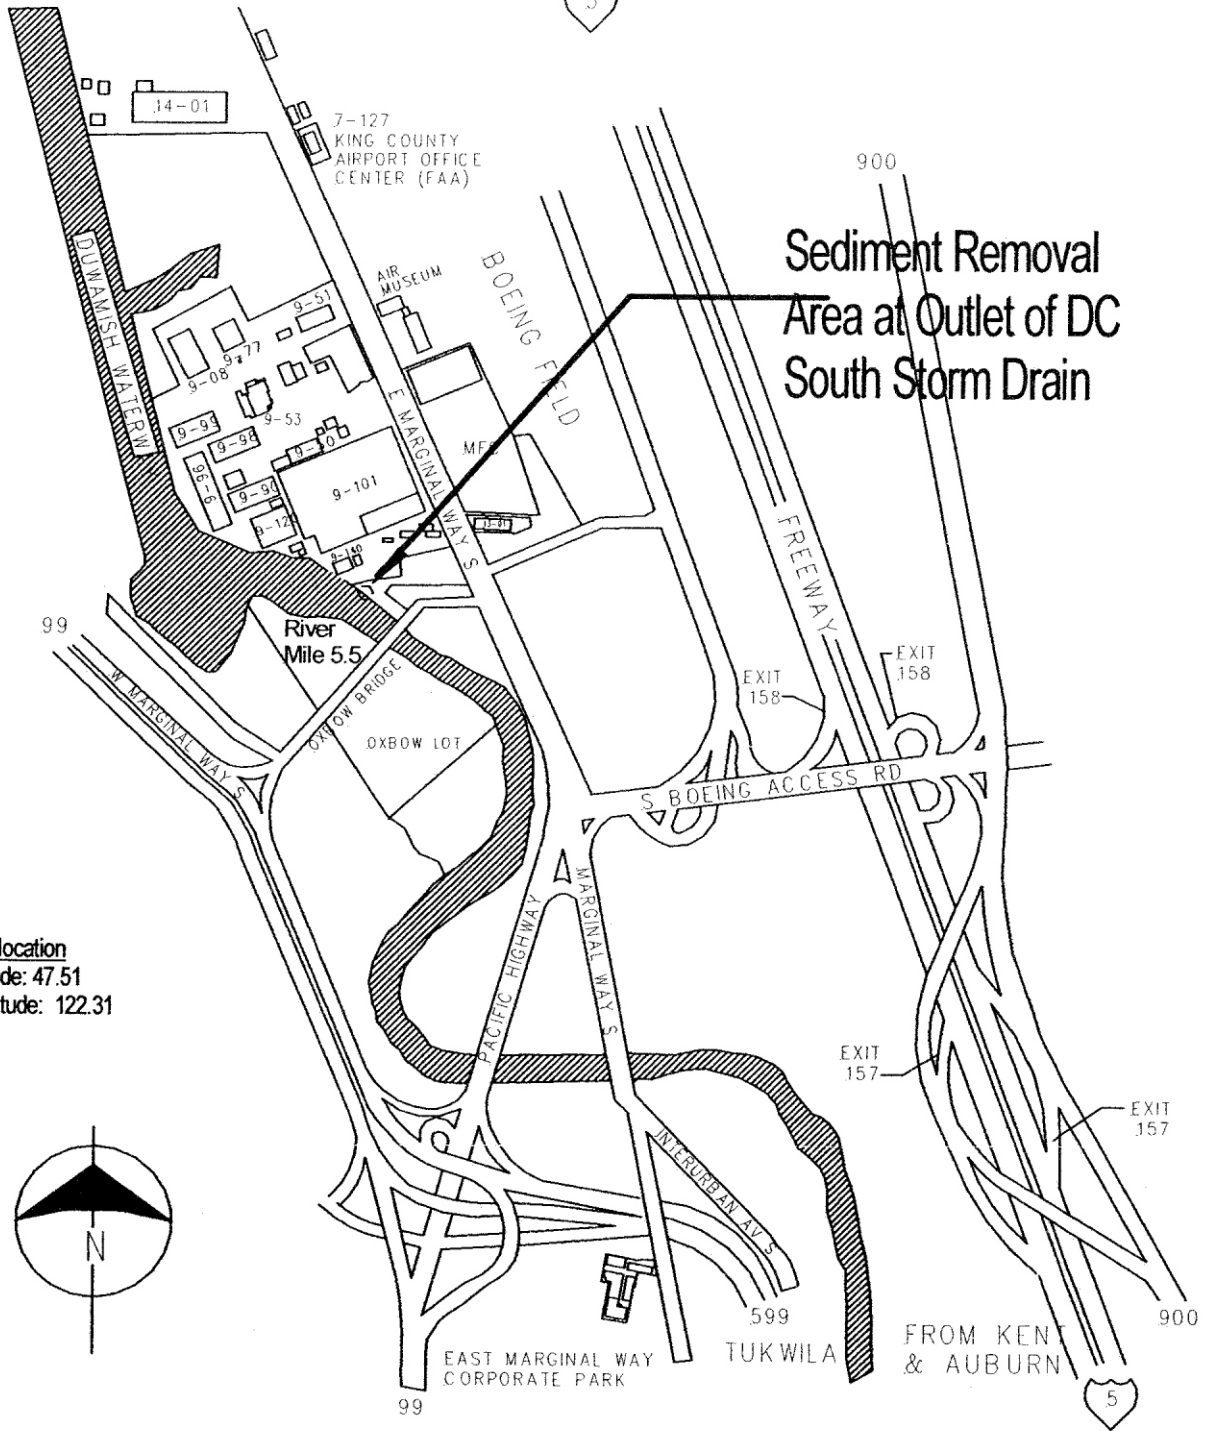 5
14-01
7-127
KING COUNTY
AIRPORT OFFICE
CENTER (FAA)
900
Sediment Removal
Area at Outlet of DC
South Storm Drain
DUWAMISH WATERW
AIR
MUSEUM
BOEING FIELD
9-51
9-77
9-08
9-53
E MARGINAL WAY S
9-99
9-98
96-6
9-90
9-101
FREEWAY
River
Mile 5.5
99
W MARGINAL WAY S
OXBOW BRIDGE
OXBOW LOT
EXIT
158
EXIT
158
S BOEING ACCESS RD
PACIFIC HIGHWAY
MARGINAL WAY S
location
de: 47.51
tude: 122.31
EXIT
157
EXIT
157
N
INTERURBAN AV S
599
TUKWILA
FROM KENT
& AUBURN
900
EAST MARGINAL WAY
CORPORATE PARK
99
5